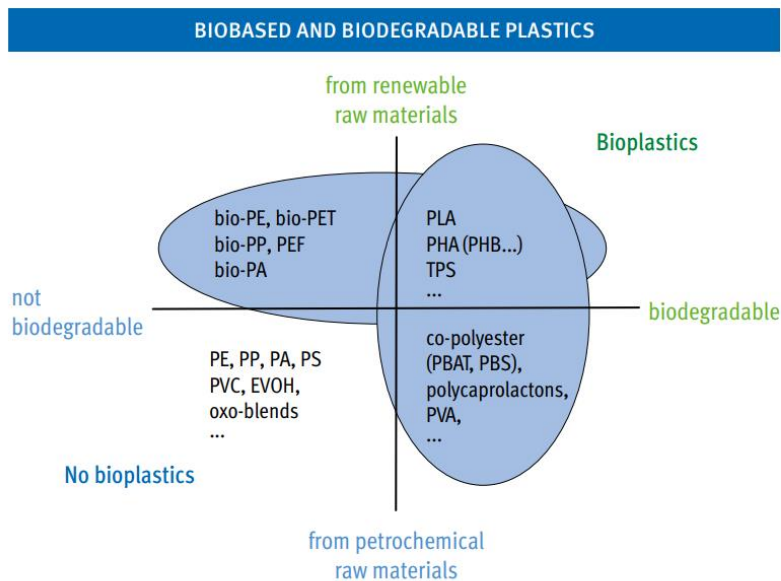 BIOBASED AND BIODEGRADABLE PLASTICS
from renewable
raw materials
Bioplastics
bio-PE, bio-PET
bio-PP, PEF
bio-PA
PLA
PHA (PHB...)
TPS
...
not
biodegradable
biodegradable
PE, PP, PA, PS
PVC, EVOH,
oxo-blends
...
co-polyester
(PBAT, PBS),
polycaprolactons,
PVA,
...
No bioplastics
from petrochemical
raw materials